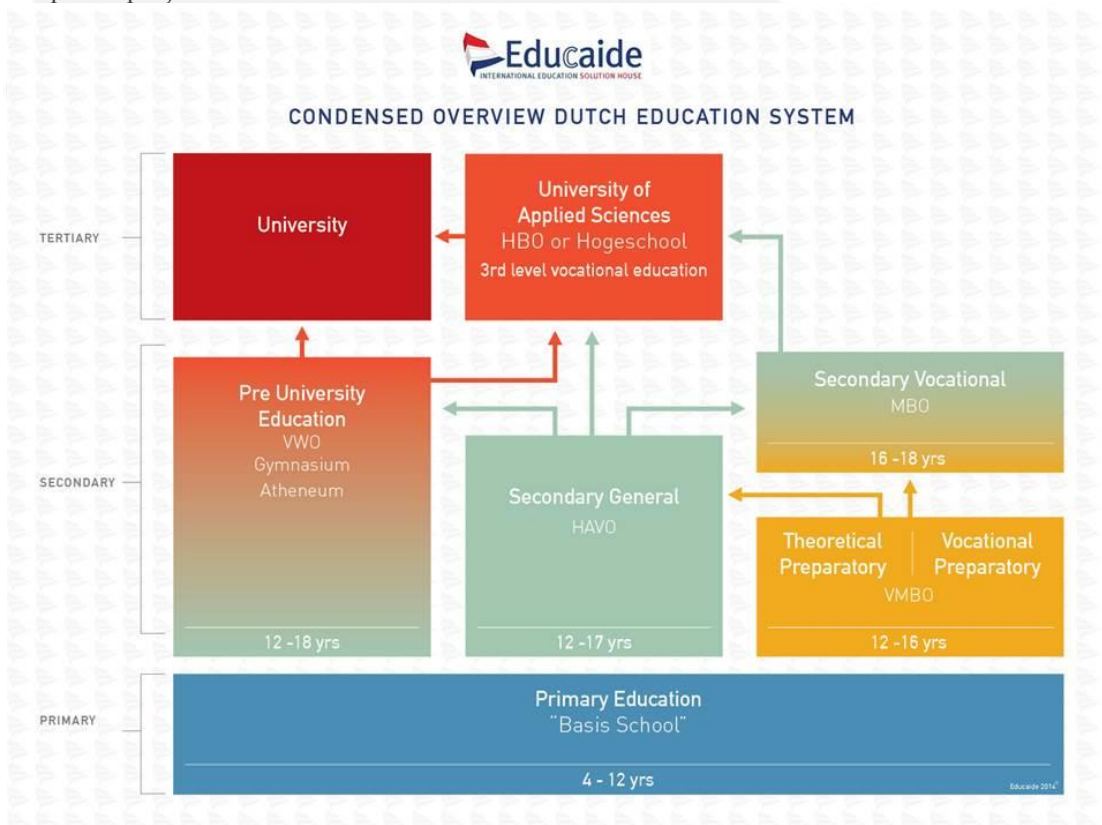 Educaide
INTERNATIONAL EDUCATION SOLUTION HOUSE
CONDENSED OVERVIEW DUTCH EDUCATION SYSTEM
TERTIARY
University
University of
Applied Sciences
HBO or Hogeschool
3rd level vocational education
SECONDARY
Pre University
Education
VWO
Gymnasium
Atheneum
12 -18 yrs
Secondary General
HAVO
12 -17 yrs
Secondary Vocational
MBO
16 -18 yrs
Theoretical
Preparatory
Vocational
Preparatory
VMBO
12 -16 yrs
PRIMARY
Primary Education
"Basis School"
4 - 12 yrs
Educaide 2014